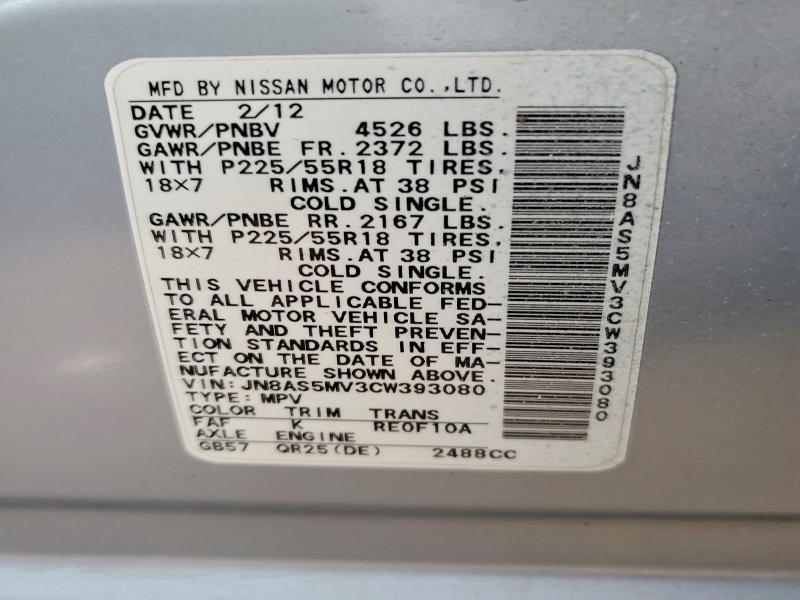 MFD BY NISSAN MOTOR CO.,LTD.
DATE 2/12
GVWR/PNBV 4526 LBS.
GAWR/PNBE FR. 2372 LBS.
WITH P225/55R18 TIRES.
18×7 RIMS.AT 38 PSI
COLD SINGLE.
GAWR/PNBE RR. 2167 LBS.
WITH P225/55R18 TIRES.
18×7 RIMS.AT 38 PSI
COLD SINGLE.
THIS VEHICLE CONFORMS
TO ALL APPLICABLE FED-
ERAL MOTOR VEHICLE SA-
FETY AND THEFT PREVEN-
TION STANDARDS IN EFF-
ECT ON THE DATE OF MA-
NUFACTURE SHOWN ABOVE.
VIN:JN8AS5MV3CW393080
TYPE:MPV
COLOR TRIM TRANS
FAF K RE0F10A
AXLE ENGINE
GB57 QR25(DE) 2488CC
JN8AS5MV3CW393080